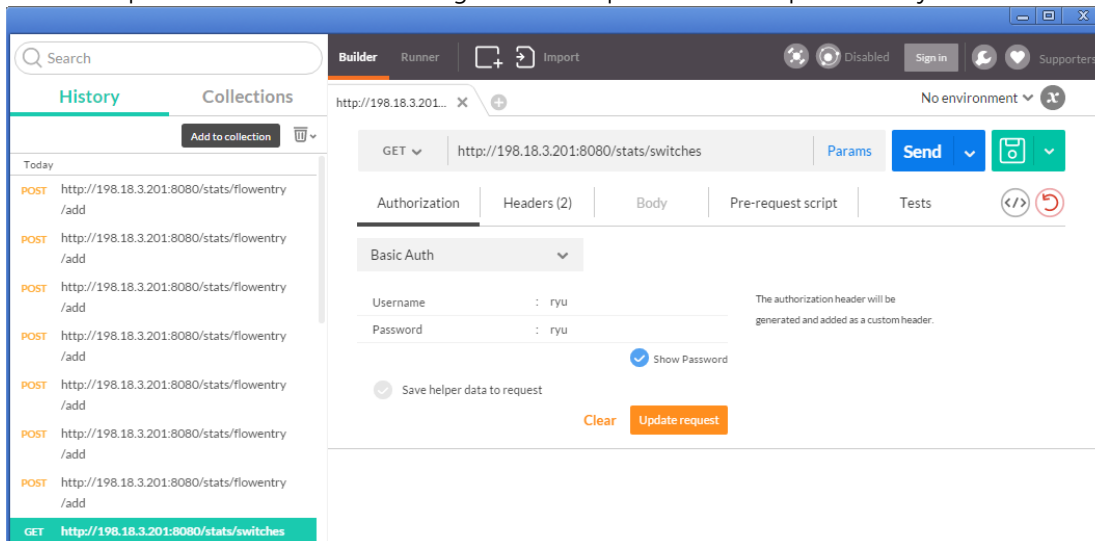 Search
Builder Runner Import Disabled Sign in Supporters
History Collections
http://198.18.3.201... X No environment
Add to collection
GET http://198.18.3.201:8080/stats/switches Params Send
Today
POST http://198.18.3.201:8080/stats/flowentry
/add
Authorization Headers (2) Body Pre-request script Tests </>
POST http://198.18.3.201:8080/stats/flowentry
/add
Basic Auth
POST http://198.18.3.201:8080/stats/flowentry
/add
Username : ryu
The authorization header will be
generated and added as a custom header.
Password : ryu
POST http://198.18.3.201:8080/stats/flowentry
/add
Show Password
POST http://198.18.3.201:8080/stats/flowentry
/add
Save helper data to request
Clear Update request
POST http://198.18.3.201:8080/stats/flowentry
/add
POST http://198.18.3.201:8080/stats/flowentry
/add
GET http://198.18.3.201:8080/stats/switches